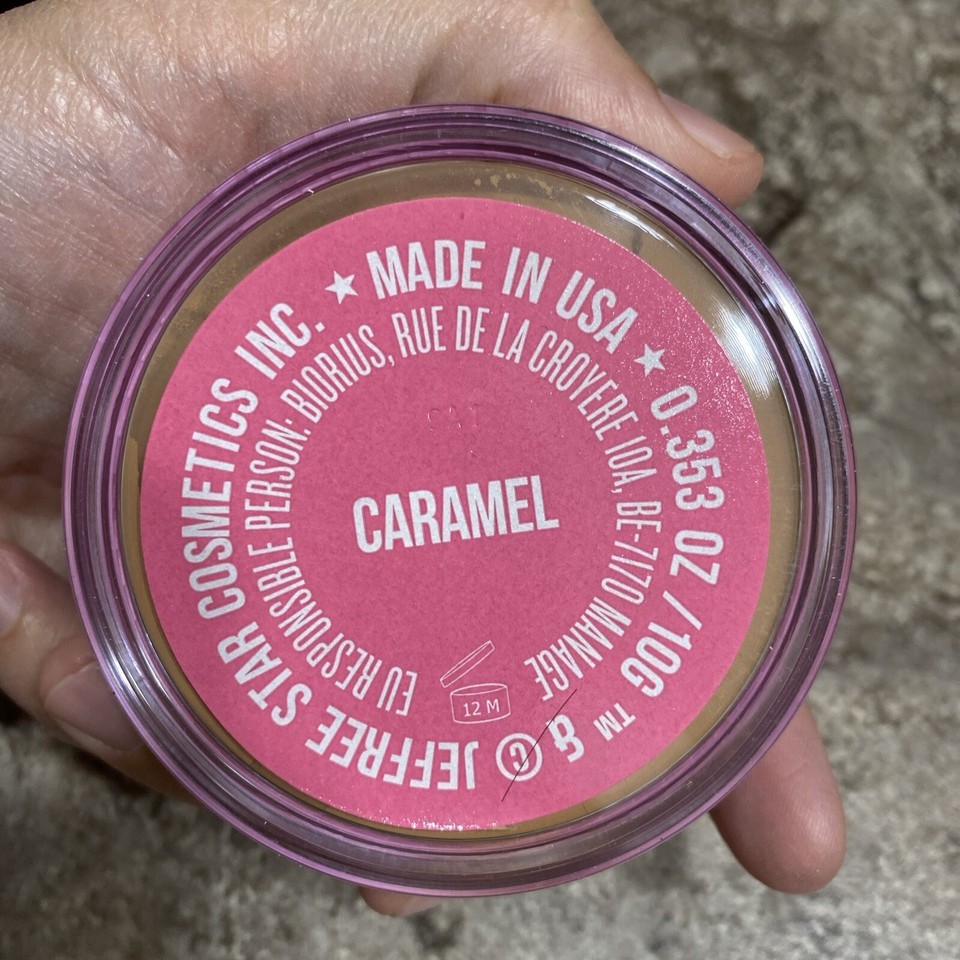 ★ MADE IN USA ★ 0.353 OZ / 10G ™ & © JEFFREE STAR COSMETICS INC.
EU RESPONSIBLE PERSON: BIORIUS, RUE DE LA CROYERE 10A, BE-7170 MANAGE
CARAMEL
12 M